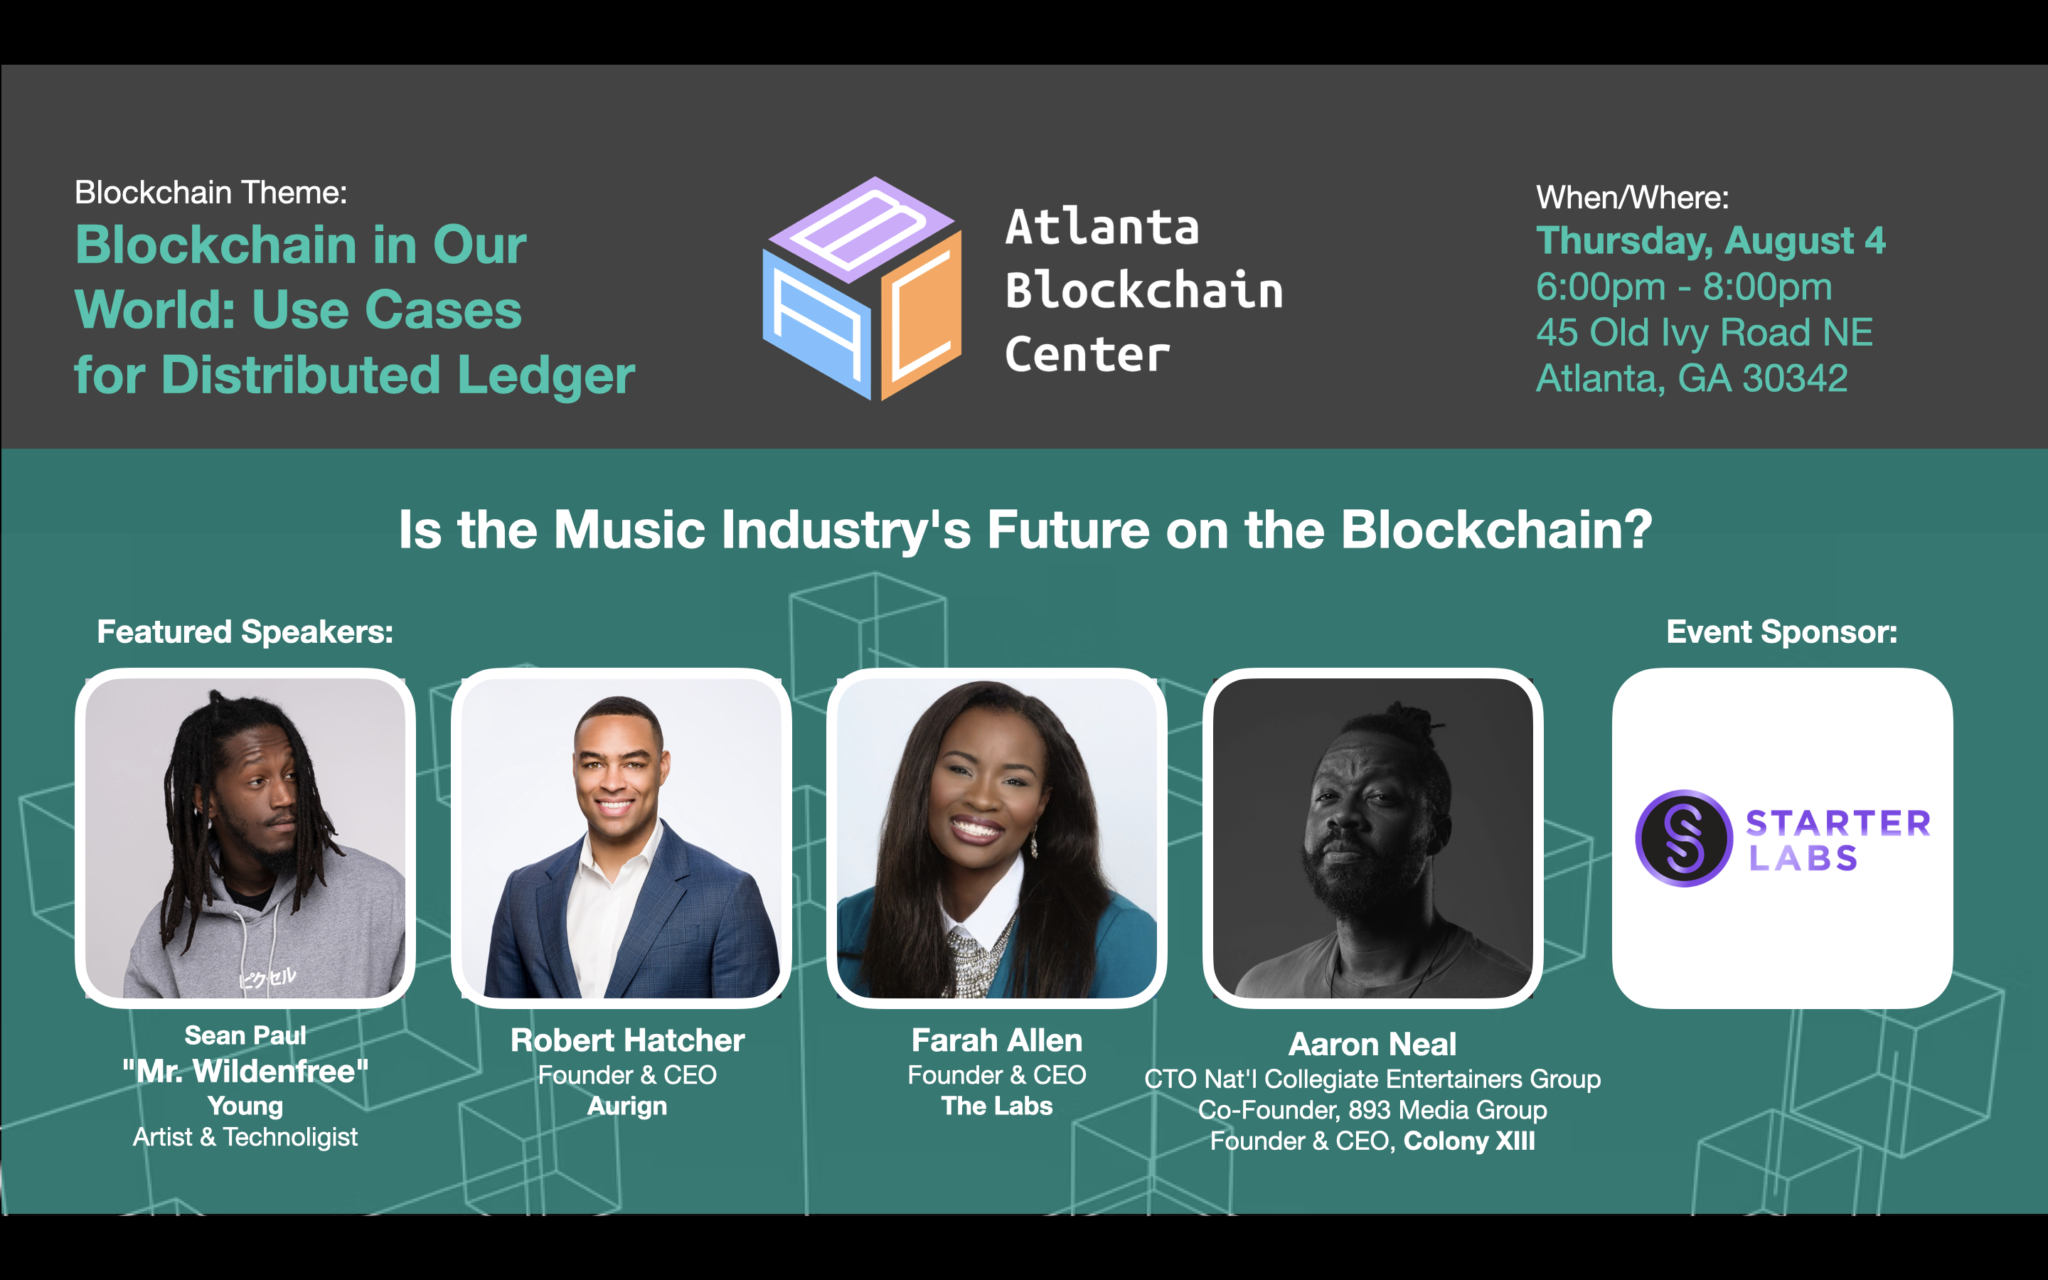 Blockchain Theme:
Blockchain in Our
World: Use Cases
for Distributed Ledger
B
A
C
Atlanta
Blockchain
Center
When/Where:
Thursday, August 4
6:00pm - 8:00pm
45 Old Ivy Road NE
Atlanta, GA 30342
Is the Music Industry's Future on the Blockchain?
Featured Speakers:
ピクセル
Sean Paul
"Mr. Wildenfree"
Young
Artist & Technoligist
Robert Hatcher
Founder & CEO
Aurign
Farah Allen
Founder & CEO
The Labs
Aaron Neal
CTO Nat'l Collegiate Entertainers Group
Co-Founder, 893 Media Group
Founder & CEO, Colony XIII
Event Sponsor:
STARTER
LABS